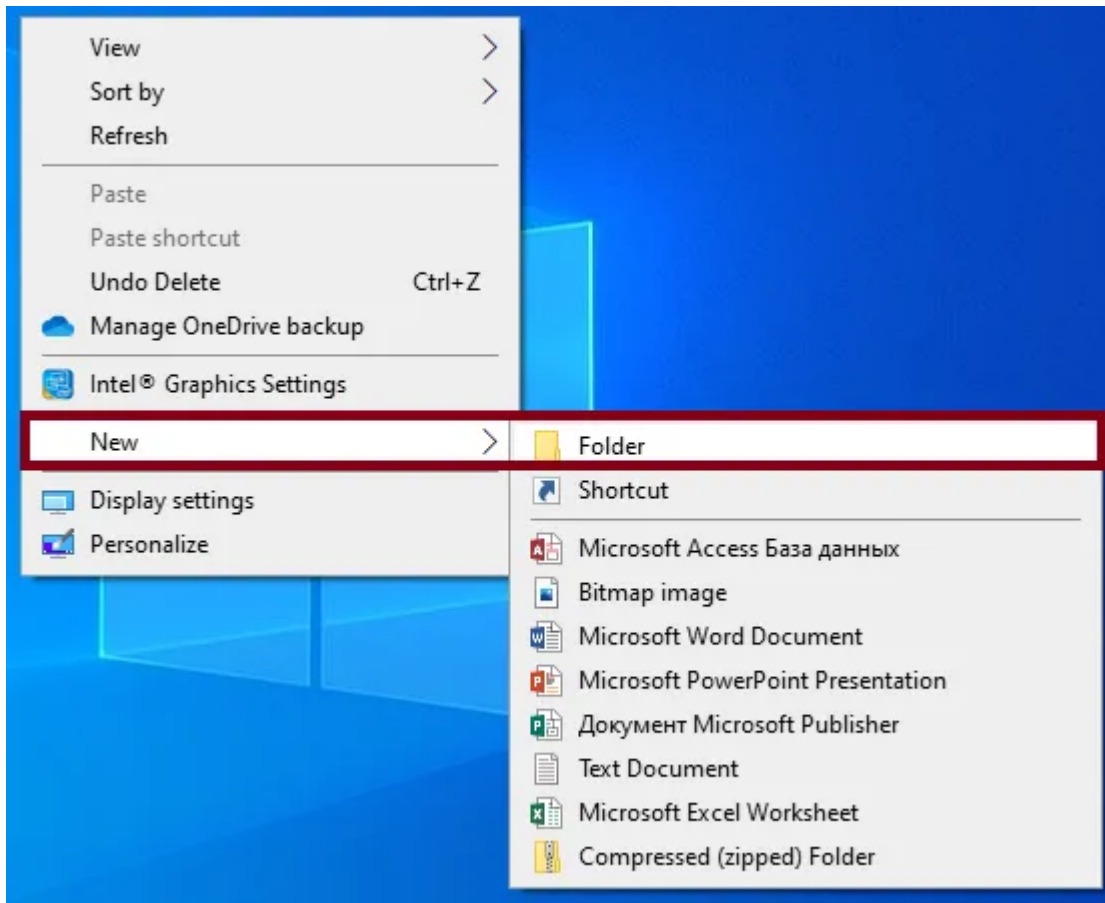 View
Sort by
Refresh
Paste
Paste shortcut
Undo Delete Ctrl+Z
Manage OneDrive backup
Intel® Graphics Settings
New
Display settings
Personalize
Folder
Shortcut
Microsoft Access База данных
Bitmap image
Microsoft Word Document
Microsoft PowerPoint Presentation
Документ Microsoft Publisher
Text Document
Microsoft Excel Worksheet
Compressed (zipped) Folder